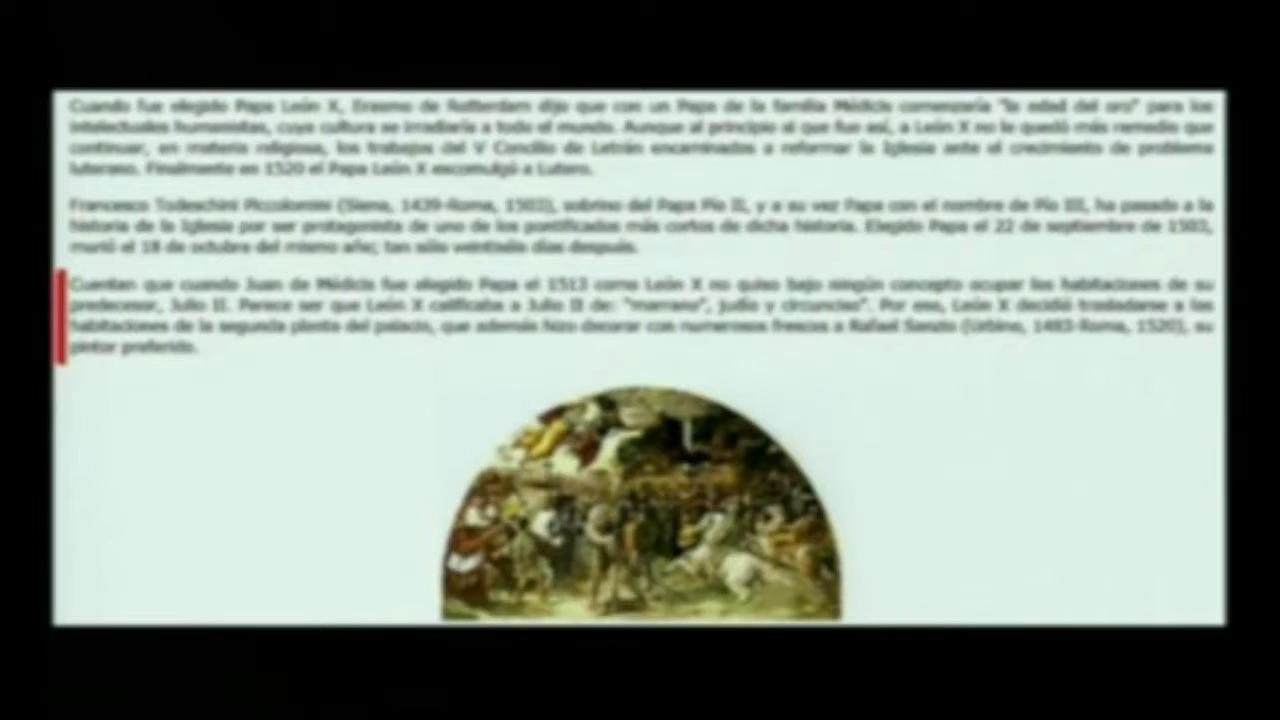 Cuando fue elegido Papa León X, Erasmo de Rotterdam dijo que con un Papa de la familia Médicis comenzaría "la edad del oro" para los
intelectuales humanistas, cuya cultura se irradiaría a todo el mundo. Aunque al principio sí que fue así, a León X no le quedó más remedio que
continuar, en materia religiosa, los trabajos del V Concilio de Letrán encaminados a reformar la Iglesia ante el crecimiento de problema
luterano. Finalmente en 1520 el Papa León X excomulgó a Lutero.
Francesco Todeschini Piccolomini (Siena, 1439-Roma, 1503), sobrino del Papa Pío II, y a su vez Papa con el nombre de Pío III, ha pasado a la
historia de la Iglesia por ser protagonista de uno de los pontificados más cortos de dicha historia. Elegido Papa el 22 de septiembre de
murió el 18 de octubre del mismo año; tan sólo veintiséis días después.
Cuentan que cuando Juan de Médicis fue elegido Papa el 1513 como León X no quiso bajo ningún concepto ocupar las habitaciones de su
predecesor, Julio II. Parece ser que León X calificaba a Julio II de: "marrano", judío y circunciso". Por eso, León X decidió trasladarse a las
habitaciones de la segunda planta del palacio, que además hizo decorar con numerosos frescos a Rafael Sanzio (Urbino, 1483-Roma, 1520), su
pintor preferido.